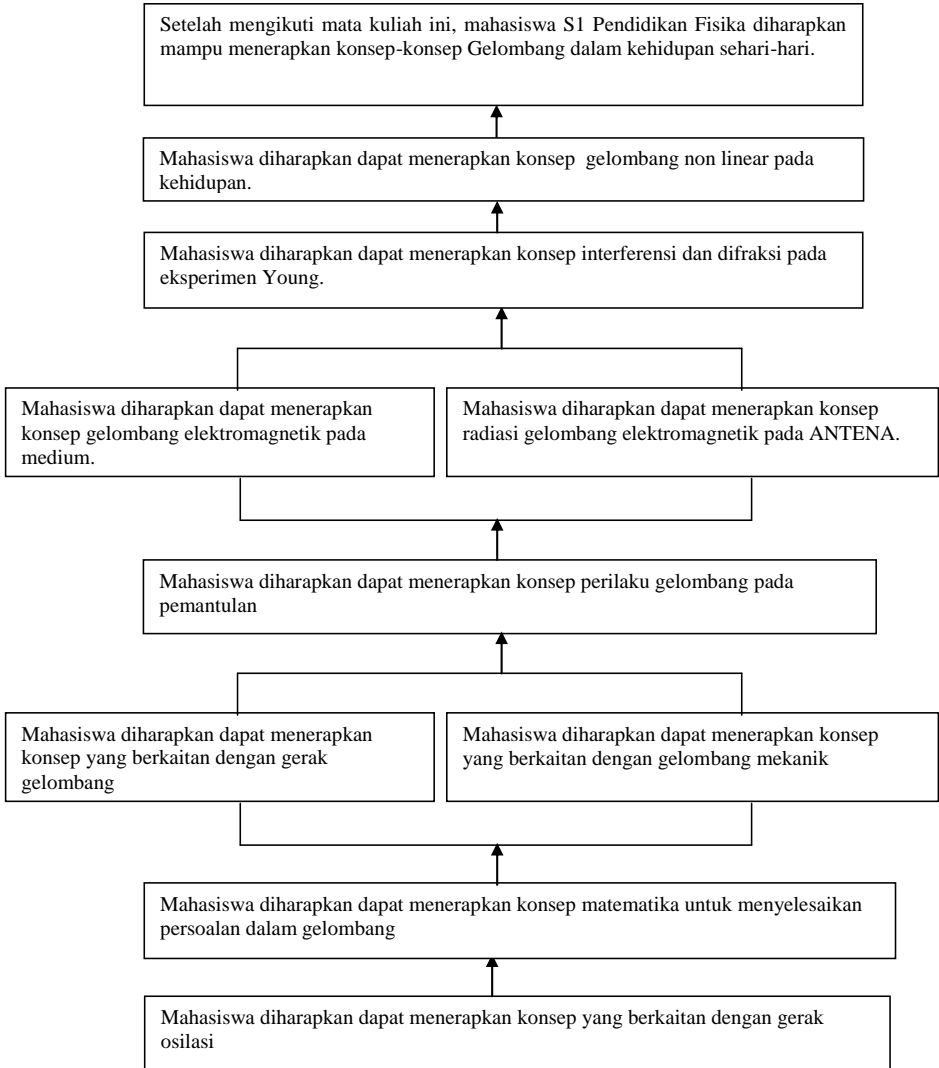 Setelah mengikuti mata kuliah ini, mahasiswa S1 Pendidikan Fisika diharapkan
mampu menerapkan konsep-konsep Gelombang dalam kehidupan sehari-hari.
Mahasiswa diharapkan dapat menerapkan konsep gelombang non linear pada
kehidupan.
Mahasiswa diharapkan dapat menerapkan konsep interferensi dan difraksi pada
eksperimen Young.
Mahasiswa diharapkan dapat menerapkan
konsep gelombang elektromagnetik pada
medium.
Mahasiswa diharapkan dapat menerapkan konsep
radiasi gelombang elektromagnetik pada ANTENA.
Mahasiswa diharapkan dapat menerapkan konsep perilaku gelombang pada
pemantulan
Mahasiswa diharapkan dapat menerapkan
konsep yang berkaitan dengan gerak
gelombang
Mahasiswa diharapkan dapat menerapkan konsep
yang berkaitan dengan gelombang mekanik
Mahasiswa diharapkan dapat menerapkan konsep matematika untuk menyelesaikan
persoalan dalam gelombang
Mahasiswa diharapkan dapat menerapkan konsep yang berkaitan dengan gerak
osilasi